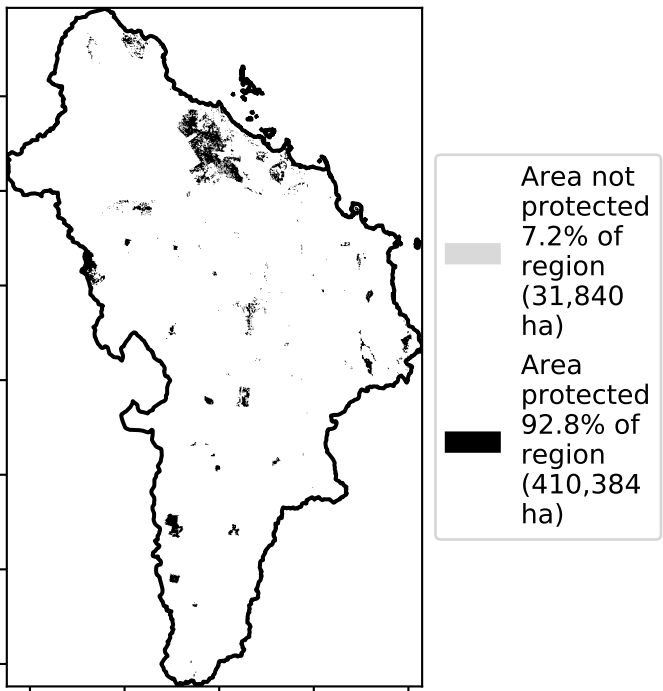 Area not
protected
7.2% of
region
(31,840
ha)
Area
protected
92.8% of
region
(410,384
ha)